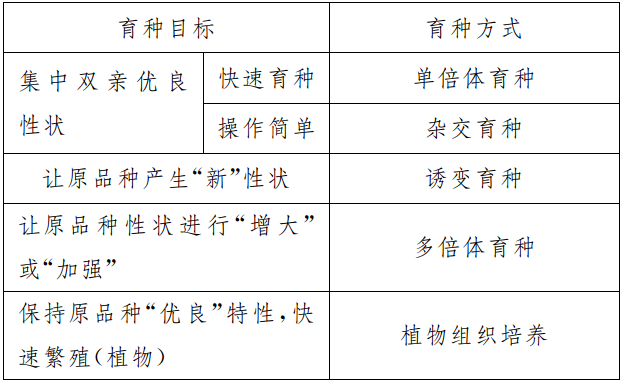 育种目标
育种方式
集中双亲优良
性状
快速育种
单倍体育种
操作简单
杂交育种
让原品种产生“新”性状
诱变育种
让原品种性状进行“增大”
或“加强”
多倍体育种
保持原品种“优良”特性,快
速繁殖(植物)
植物组织培养